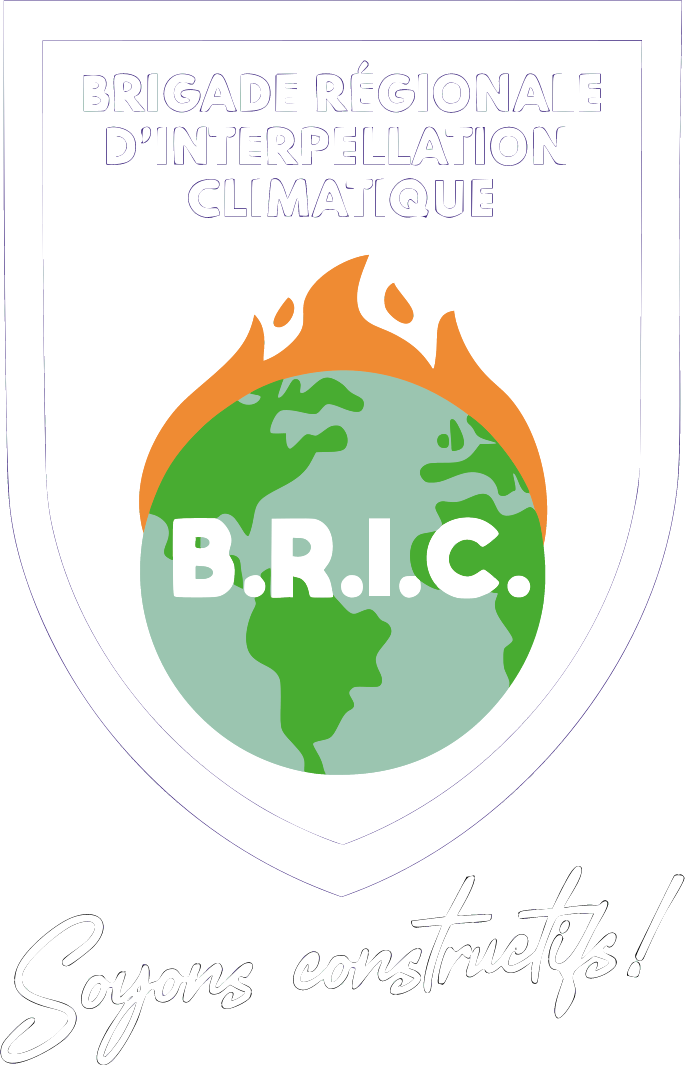 BRIGADE RÉGIONALE
D'INTERPELLATION
CLIMATIQUE
B.R.I.C.
Soyons constructifs!